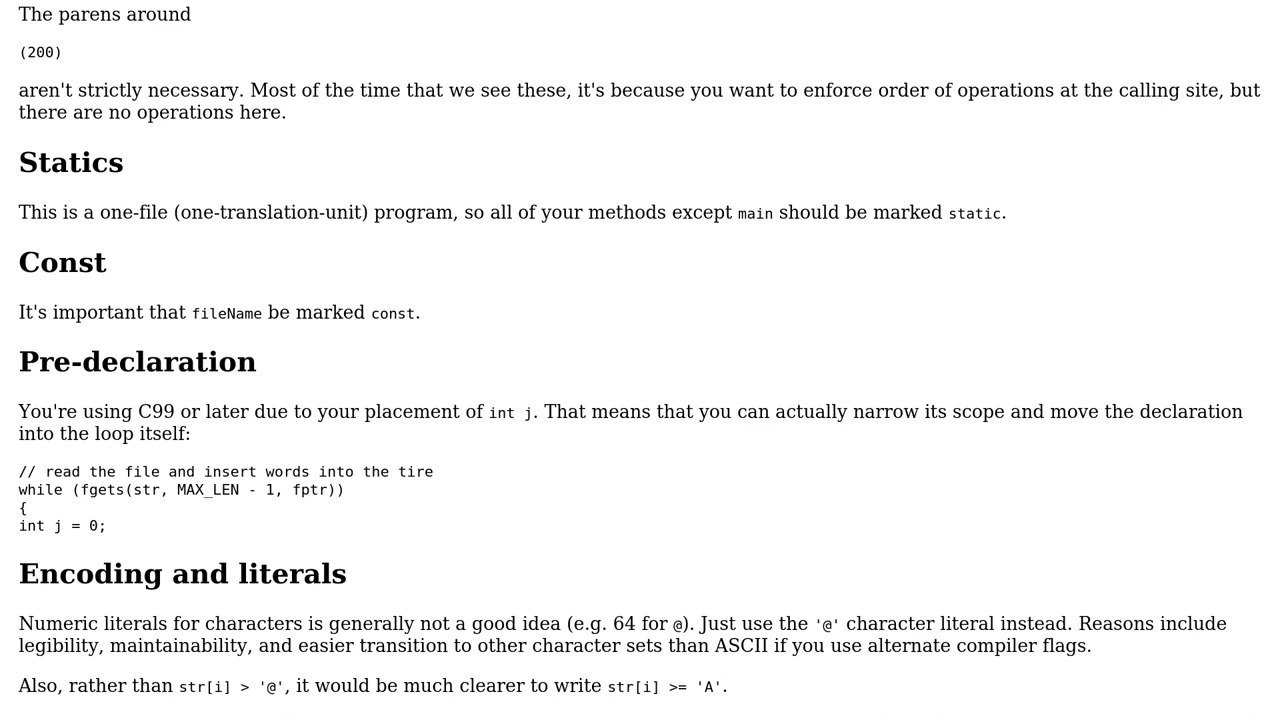 The parens around
(200)
aren't strictly necessary. Most of the time that we see these, it's because you want to enforce order of operations at the calling site, but
there are no operations here.
Statics
This is a one-file (one-translation-unit) program, so all of your methods except main should be marked static.
Const
It's important that fileName be marked const.
Pre-declaration
You're using C99 or later due to your placement of int j. That means that you can actually narrow its scope and move the declaration
into the loop itself:
// read the file and insert words into the tire
while (fgets(str, MAX_LEN - 1, fptr))
{
int j = 0;
Encoding and literals
Numeric literals for characters is generally not a good idea (e.g. 64 for @). Just use the '@' character literal instead. Reasons include
legibility, maintainability, and easier transition to other character sets than ASCII if you use alternate compiler flags.
Also, rather than str[i] > '@', it would be much clearer to write str[i] >= 'A'.